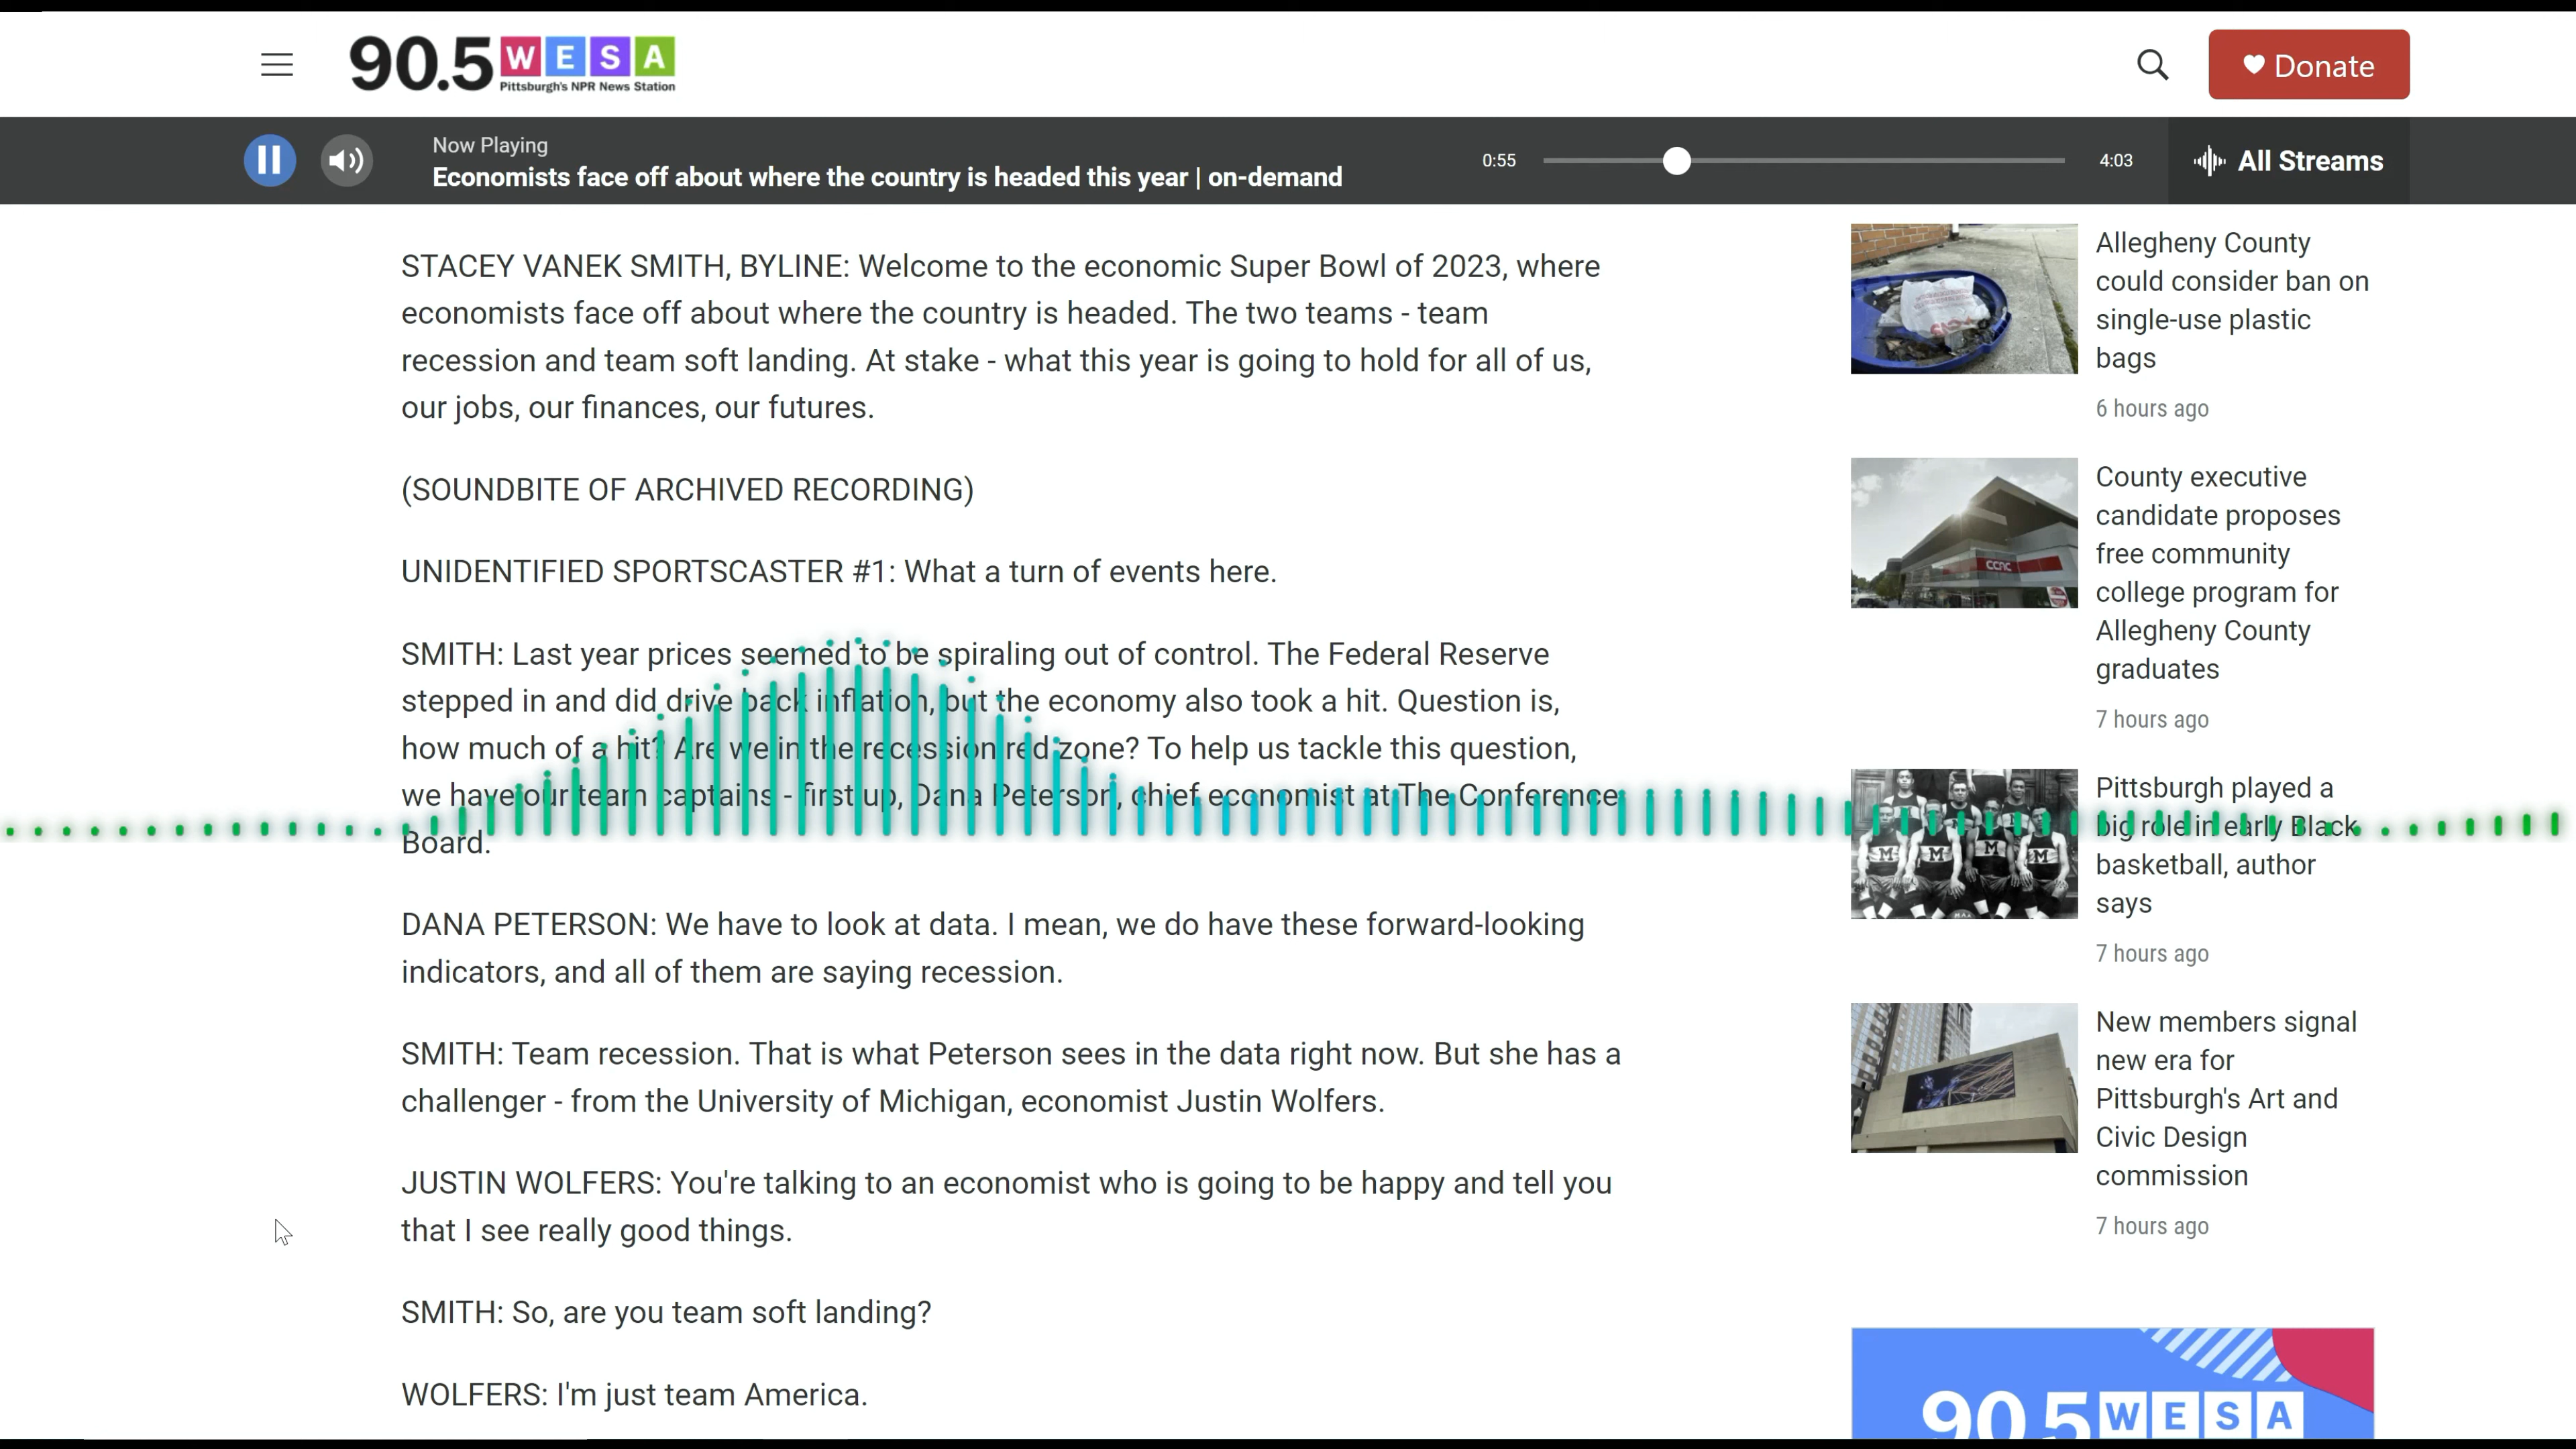 90.5 WESA
Pittsburgh's NPR News Station
Donate
Now Playing
Economists face off about where the country is headed this year | on-demand
0:55
4:03
All Streams
STACEY VANEK SMITH, BYLINE: Welcome to the economic Super Bowl of 2023, where
economists face off about where the country is headed. The two teams - team
recession and team soft landing. At stake - what this year is going to hold for all of us,
our jobs, our finances, our futures.
(SOUNDBITE OF ARCHIVED RECORDING)
UNIDENTIFIED SPORTSCASTER #1: What a turn of events here.
SMITH: Last year prices seemed to be spiraling out of control. The Federal Reserve
stepped in and did drive back inflation, but the economy also took a hit. Question is,
how much of a hit? Are we in the recession red zone? To help us tackle this question,
we have our team captains - first up, Dana Peterson, chief economist at The Conference
Board.
DANA PETERSON: We have to look at data. I mean, we do have these forward-looking
indicators, and all of them are saying recession.
SMITH: Team recession. That is what Peterson sees in the data right now. But she has a
challenger - from the University of Michigan, economist Justin Wolfers.
JUSTIN WOLFERS: You're talking to an economist who is going to be happy and tell you
that I see really good things.
SMITH: So, are you team soft landing?
WOLFERS: I'm just team America.
Allegheny County
could consider ban on
single-use plastic
bags
6 hours ago
CCAC
County executive
candidate proposes
free community
college program for
Allegheny County
graduates
7 hours ago
M M M M
Pittsburgh played a
big role in early Black
basketball, author
says
7 hours ago
New members signal
new era for
Pittsburgh's Art and
Civic Design
commission
7 hours ago
90.5 WESA